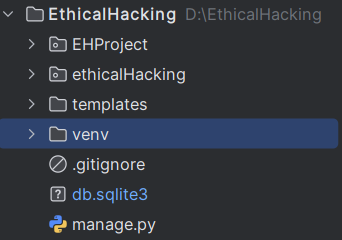 EthicalHacking D:\EthicalHacking
EHProject
ethicalHacking
templates
venv
.gitignore
db.sqlite3
manage.py